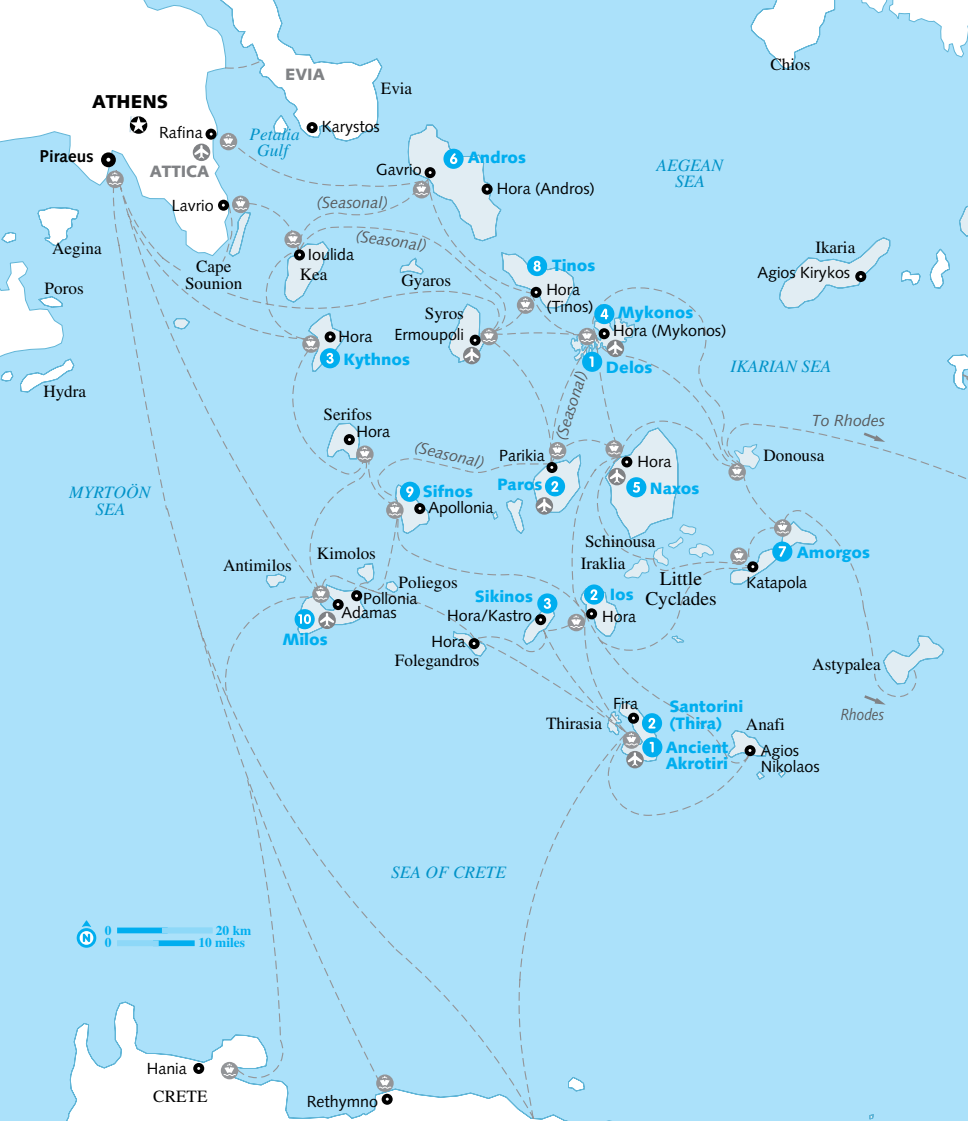 Chios
EVIA
Evia
ATHENS
Rafina
Karystos
Petalia
Gulf
Piraeus
ATTICA
Gavrio
6 Andros
Hora (Andros)
AEGEAN
SEA
Lavrio
(Seasonal)
(Seasonal)
Aegina
Ioulida
Kea
Cape
Sounion
Gyaros
8 Tinos
Hora
(Tinos)
Ikaria
Agios Kirykos
Poros
Syros
Ermoupoli
4 Mykonos
Hora (Mykonos)
Hora
3 Kythnos
1 Delos
IKARIAN SEA
Hydra
(Seasonal)
Serifos
Hora
To Rhodes
(Seasonal)
Parikia
Hora
Donousa
MYRTOÖN
SEA
9 Sifnos
Apollonia
Paros 2
5 Naxos
Schinousa
Iraklia
7 Amorgos
Katapola
Antimilos
Kimolos
Poliegos
Little
Cyclades
Pollonia
Adamas
10
Milos
Sikinos 3
Hora/Kastro
2 Ios
Hora
Hora
Folegandros
Astypalea
Rhodes
Fira
Thirasia
2 Santorini
(Thira)
1 Ancient
Akrotiri
Anafi
Agios
Nikolaos
SEA OF CRETE
N
0 20 km
0 10 miles
Hania
CRETE
Rethymno